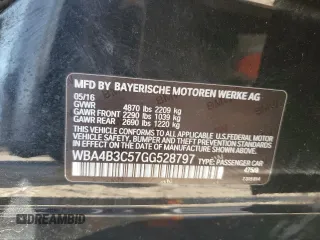 MFD BY BAYERISCHE MOTOREN WERKE AG
05/16
GVWR 4870 lbs 2209 kg
GAWR FRONT 2290 lbs 1039 kg
GAWR REAR 2690 lbs 1220 kg
THIS VEHICLE CONFORMS TO ALL APPLICABLE U.S.FEDERAL MOTOR
VEHICLE SAFETY, BUMPER, AND THEFT PREVENTION STANDARDS IN
EFFECT ON THE DATE OF MANUFACTURE SHOWN ABOVE.
WBA4B3C57GG528797 TYPE: PASSENGER CAR
DREAMBID